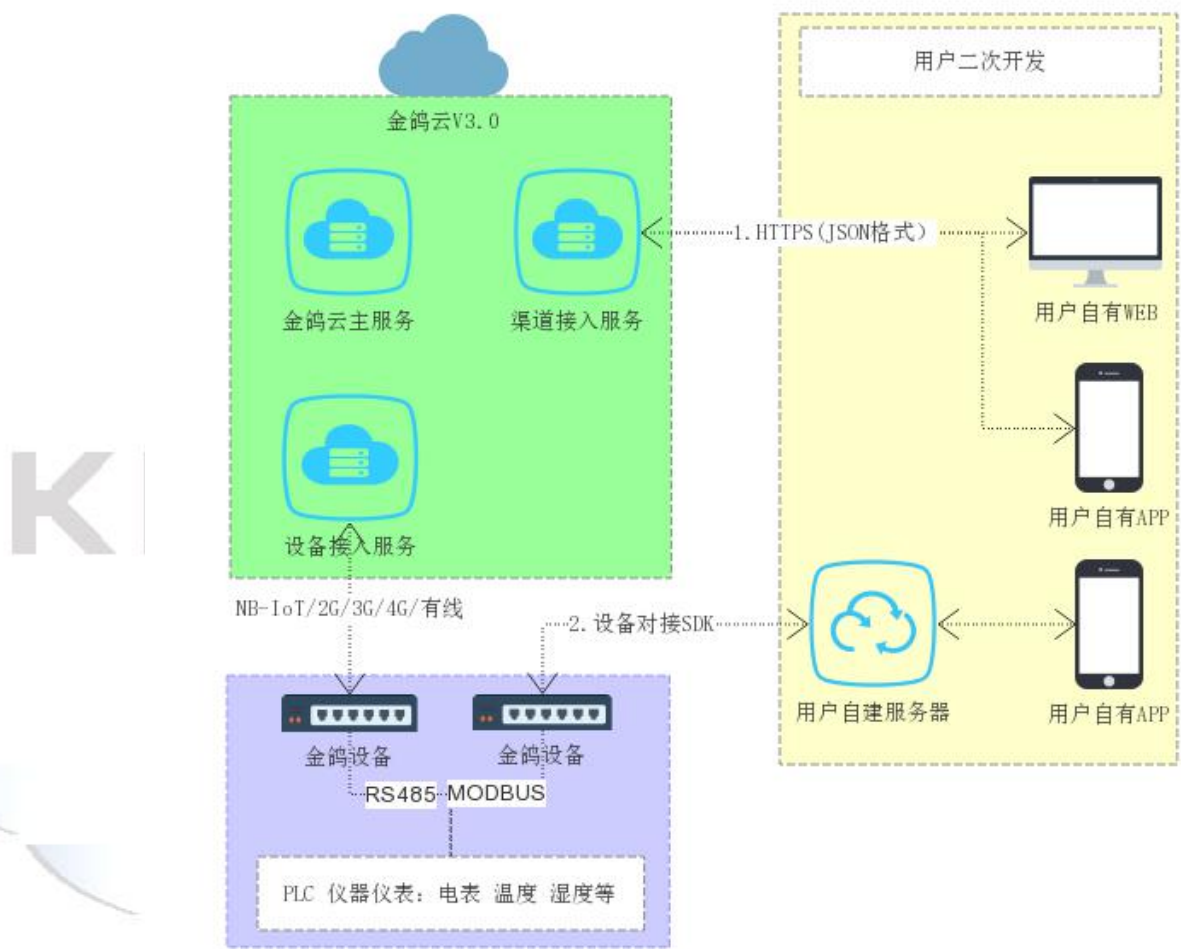 用户二次开发
金鸽云V3.0
1.HTTPS(JSON格式)
金鸽云主服务
渠道接入服务
用户自有WEB
设备接入服务
用户自有APP
NB-IoT/2G/3G/4G/有线
2.设备对接SDK
用户自建服务器
用户自有APP
金鸽设备
金鸽设备
RS485
MODBUS
PLC 仪器仪表: 电表 温度 湿度等
K